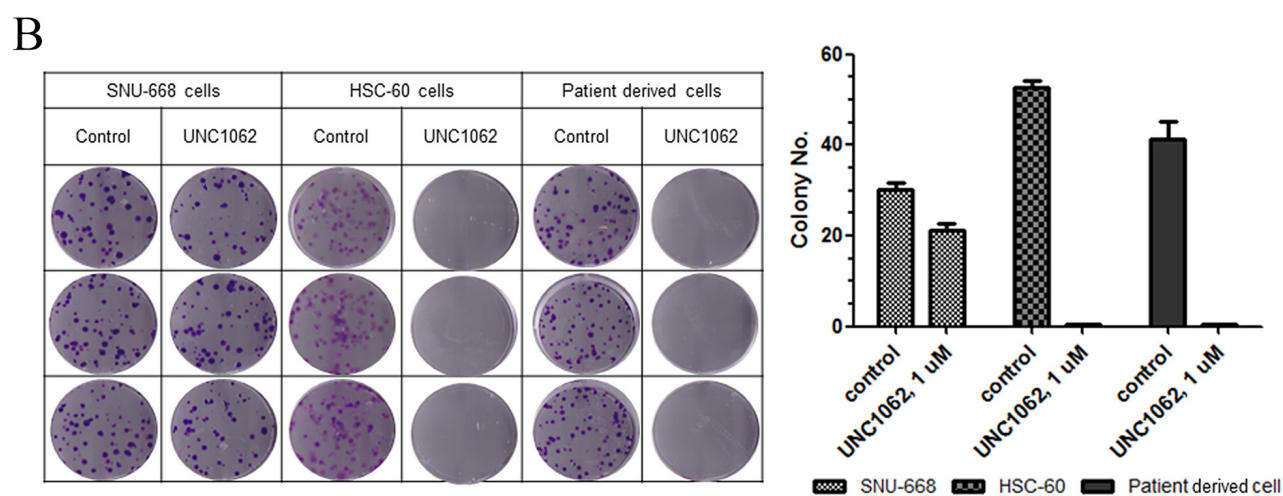 B
SNU-668 cells HSC-60 cells Patient derived cells
Control UNC1062 Control UNC1062 Control UNC1062
60
40
20
0
Colony No.
control UNC1062, 1 uM control UNC1062, 1 uM control UNC1062, 1 uM
SNU-668 HSC-60 Patient derived cell